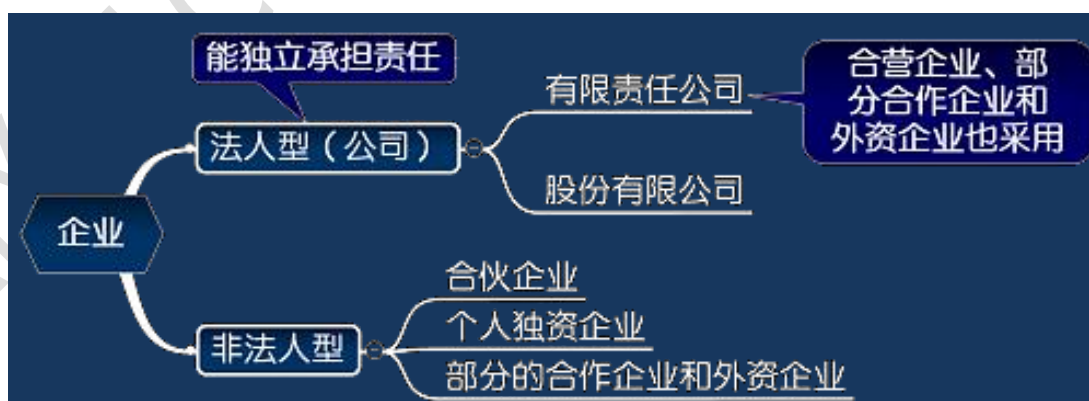 能独立承担责任
有限责任公司
合营企业、部
分合作企业和
外资企业也采用
法人型（公司）
股份有限公司
企业
合伙企业
个人独资企业
非法人型
部分的合作企业和外资企业